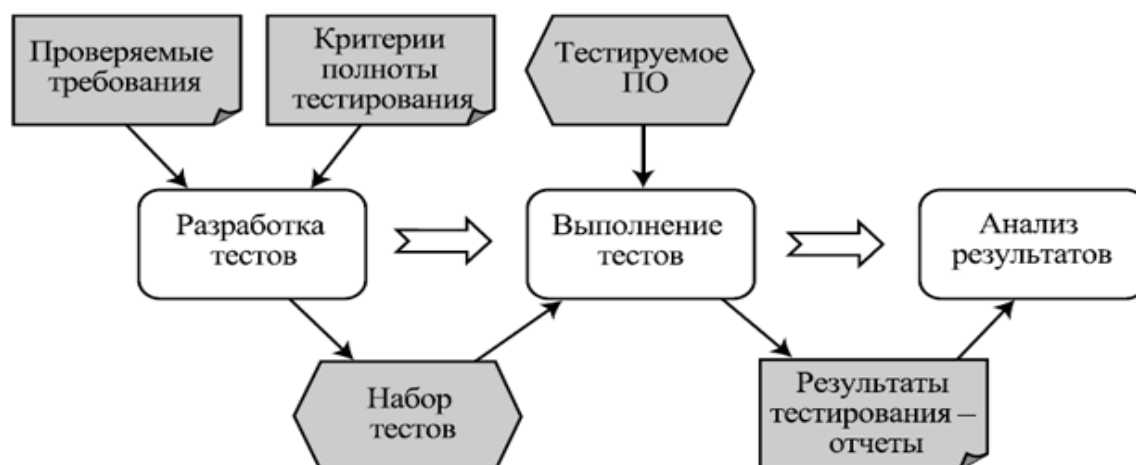 Проверяемые
требования
Критерии
полноты
тестирования
Тестируемое
ПО
Разработка
тестов
Выполнение
тестов
Анализ
результатов
Набор
тестов
Результаты
тестирования –
отчеты